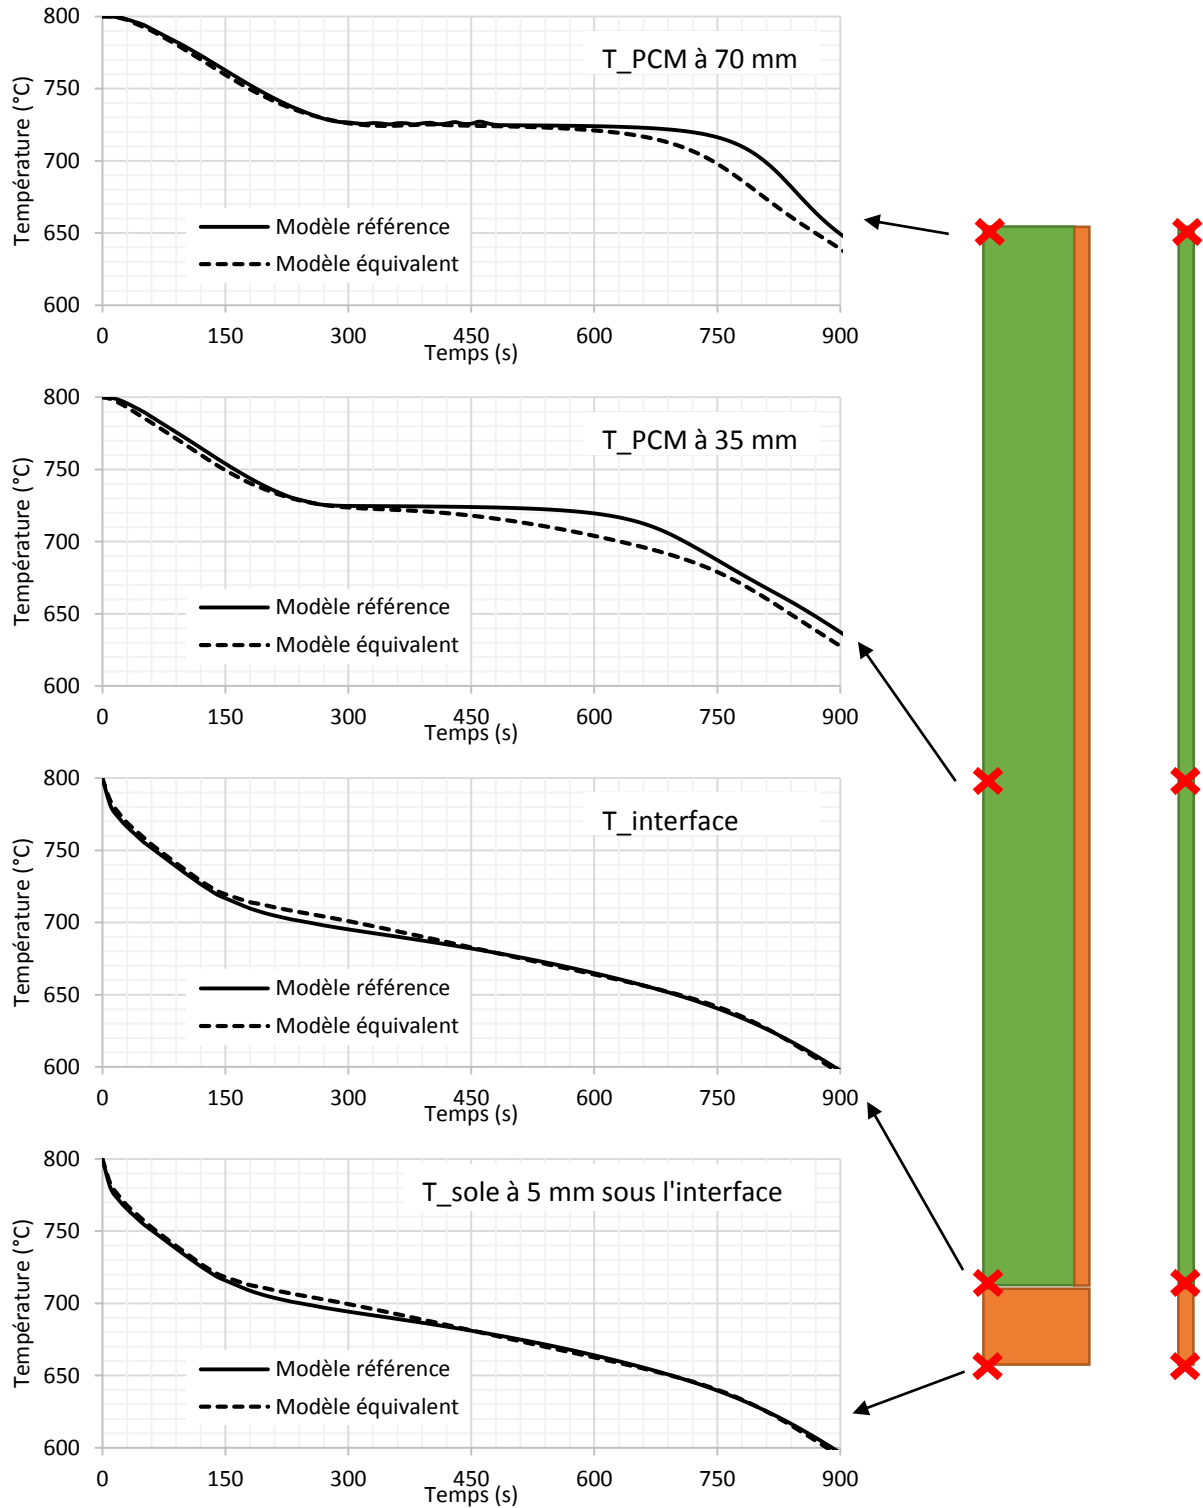 T_PCM à 70 mm
Température (°C)
800
750
700
650
600
Modèle référence
Modèle équivalent
0 150 300 450 600 750 900
Temps (s)
T_PCM à 35 mm
Température (°C)
800
750
700
650
600
Modèle référence
Modèle équivalent
0 150 300 450 600 750 900
Temps (s)
T_interface
Température (°C)
800
750
700
650
600
Modèle référence
Modèle équivalent
0 150 300 450 600 750 900
Temps (s)
T_sole à 5 mm sous l'interface
Température (°C)
800
750
700
650
600
Modèle référence
Modèle équivalent
0 150 300 450 600 750 900
Temps (s)